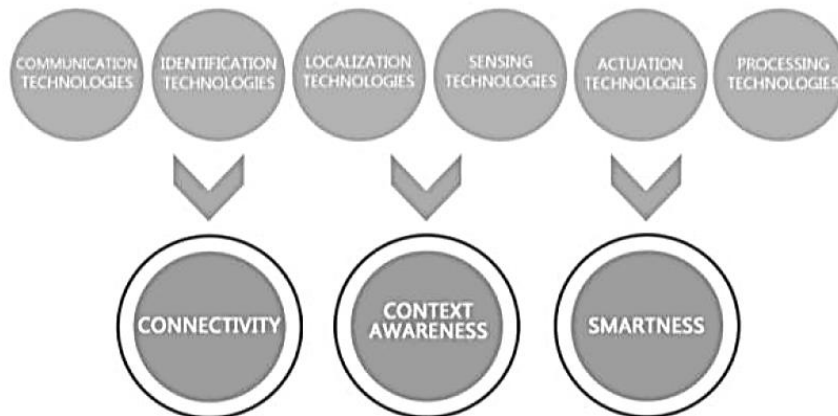 COMMUNICATION
TECHNOLOGIES
IDENTIFICATION
TECHNOLOGIES
LOCALIZATION
TECHNOLOGIES
SENSING
TECHNOLOGIES
ACTUATION
TECHNOLOGIES
PROCESSING
TECHNOLOGIES
CONNECTIVITY
CONTEXT
AWARENESS
SMARTNESS